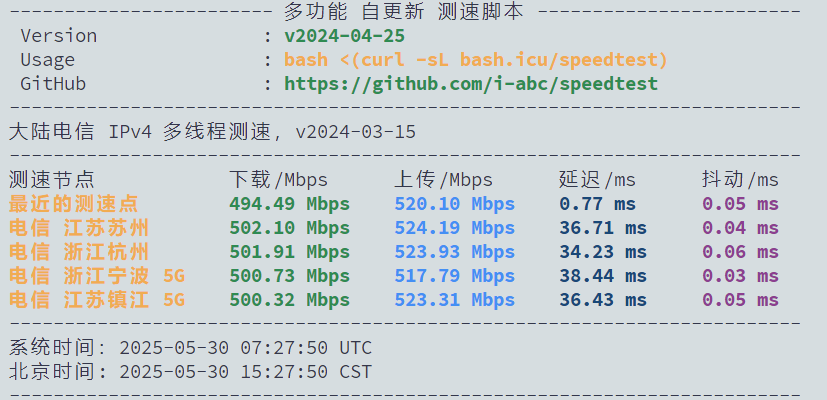 ---------------------- 多功能 自更新 测速脚本 ----------------------
Version : v2024-04-25
Usage : bash <(curl -sL bash.icu/speedtest)
GitHub : https://github.com/i-abc/speedtest
------------------------------------------------------------------------
大陆电信 IPv4 多线程测速, v2024-03-15
------------------------------------------------------------------------
测速节点 下载/Mbps 上传/Mbps 延迟/ms 抖动/ms
最近的测速点 494.49 Mbps 520.10 Mbps 0.77 ms 0.05 ms
电信 江苏苏州 502.10 Mbps 524.19 Mbps 36.71 ms 0.04 ms
电信 浙江杭州 501.91 Mbps 523.93 Mbps 34.23 ms 0.06 ms
电信 浙江宁波 5G 500.73 Mbps 517.79 Mbps 38.44 ms 0.03 ms
电信 江苏镇江 5G 500.32 Mbps 523.31 Mbps 36.43 ms 0.05 ms
------------------------------------------------------------------------
系统时间: 2025-05-30 07:27:50 UTC
北京时间: 2025-05-30 15:27:50 CST
------------------------------------------------------------------------